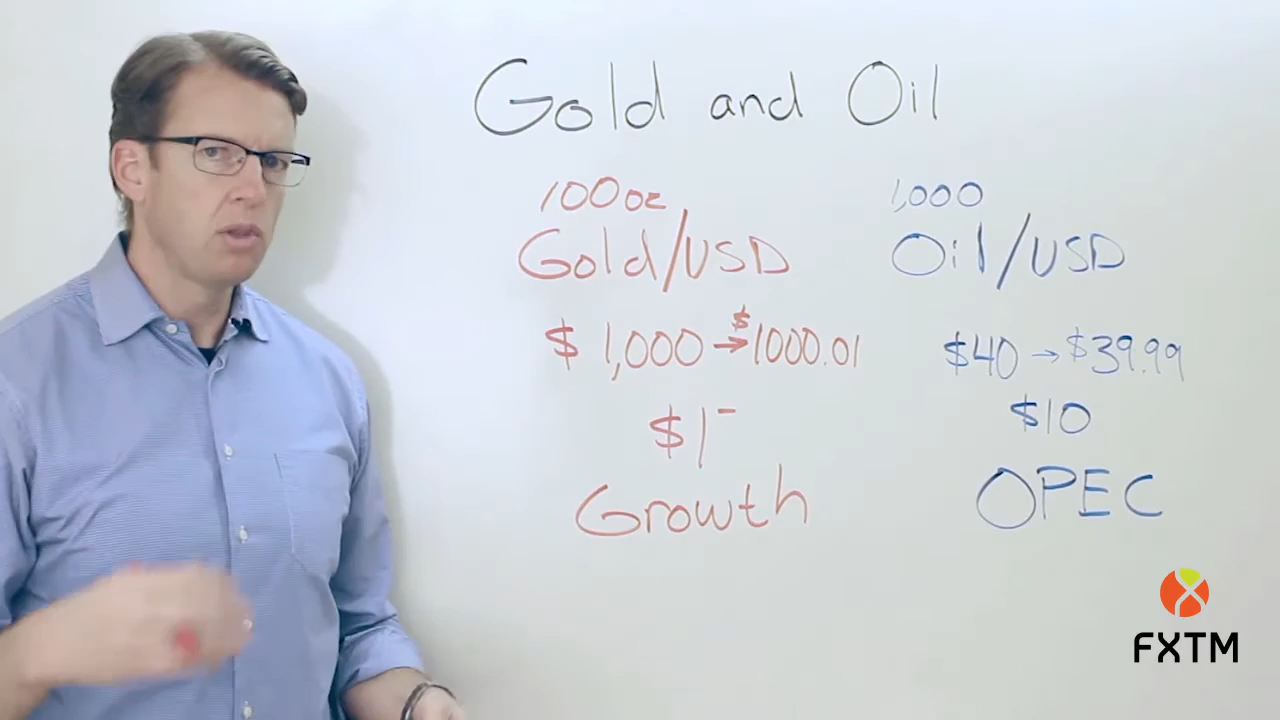 Gold and Oil
100oz
Gold/USD
$1,000 → $1000.01
$1-
Growth
1,000
Oil/USD
$40 → $39.99
$10
OPEC
FXTM